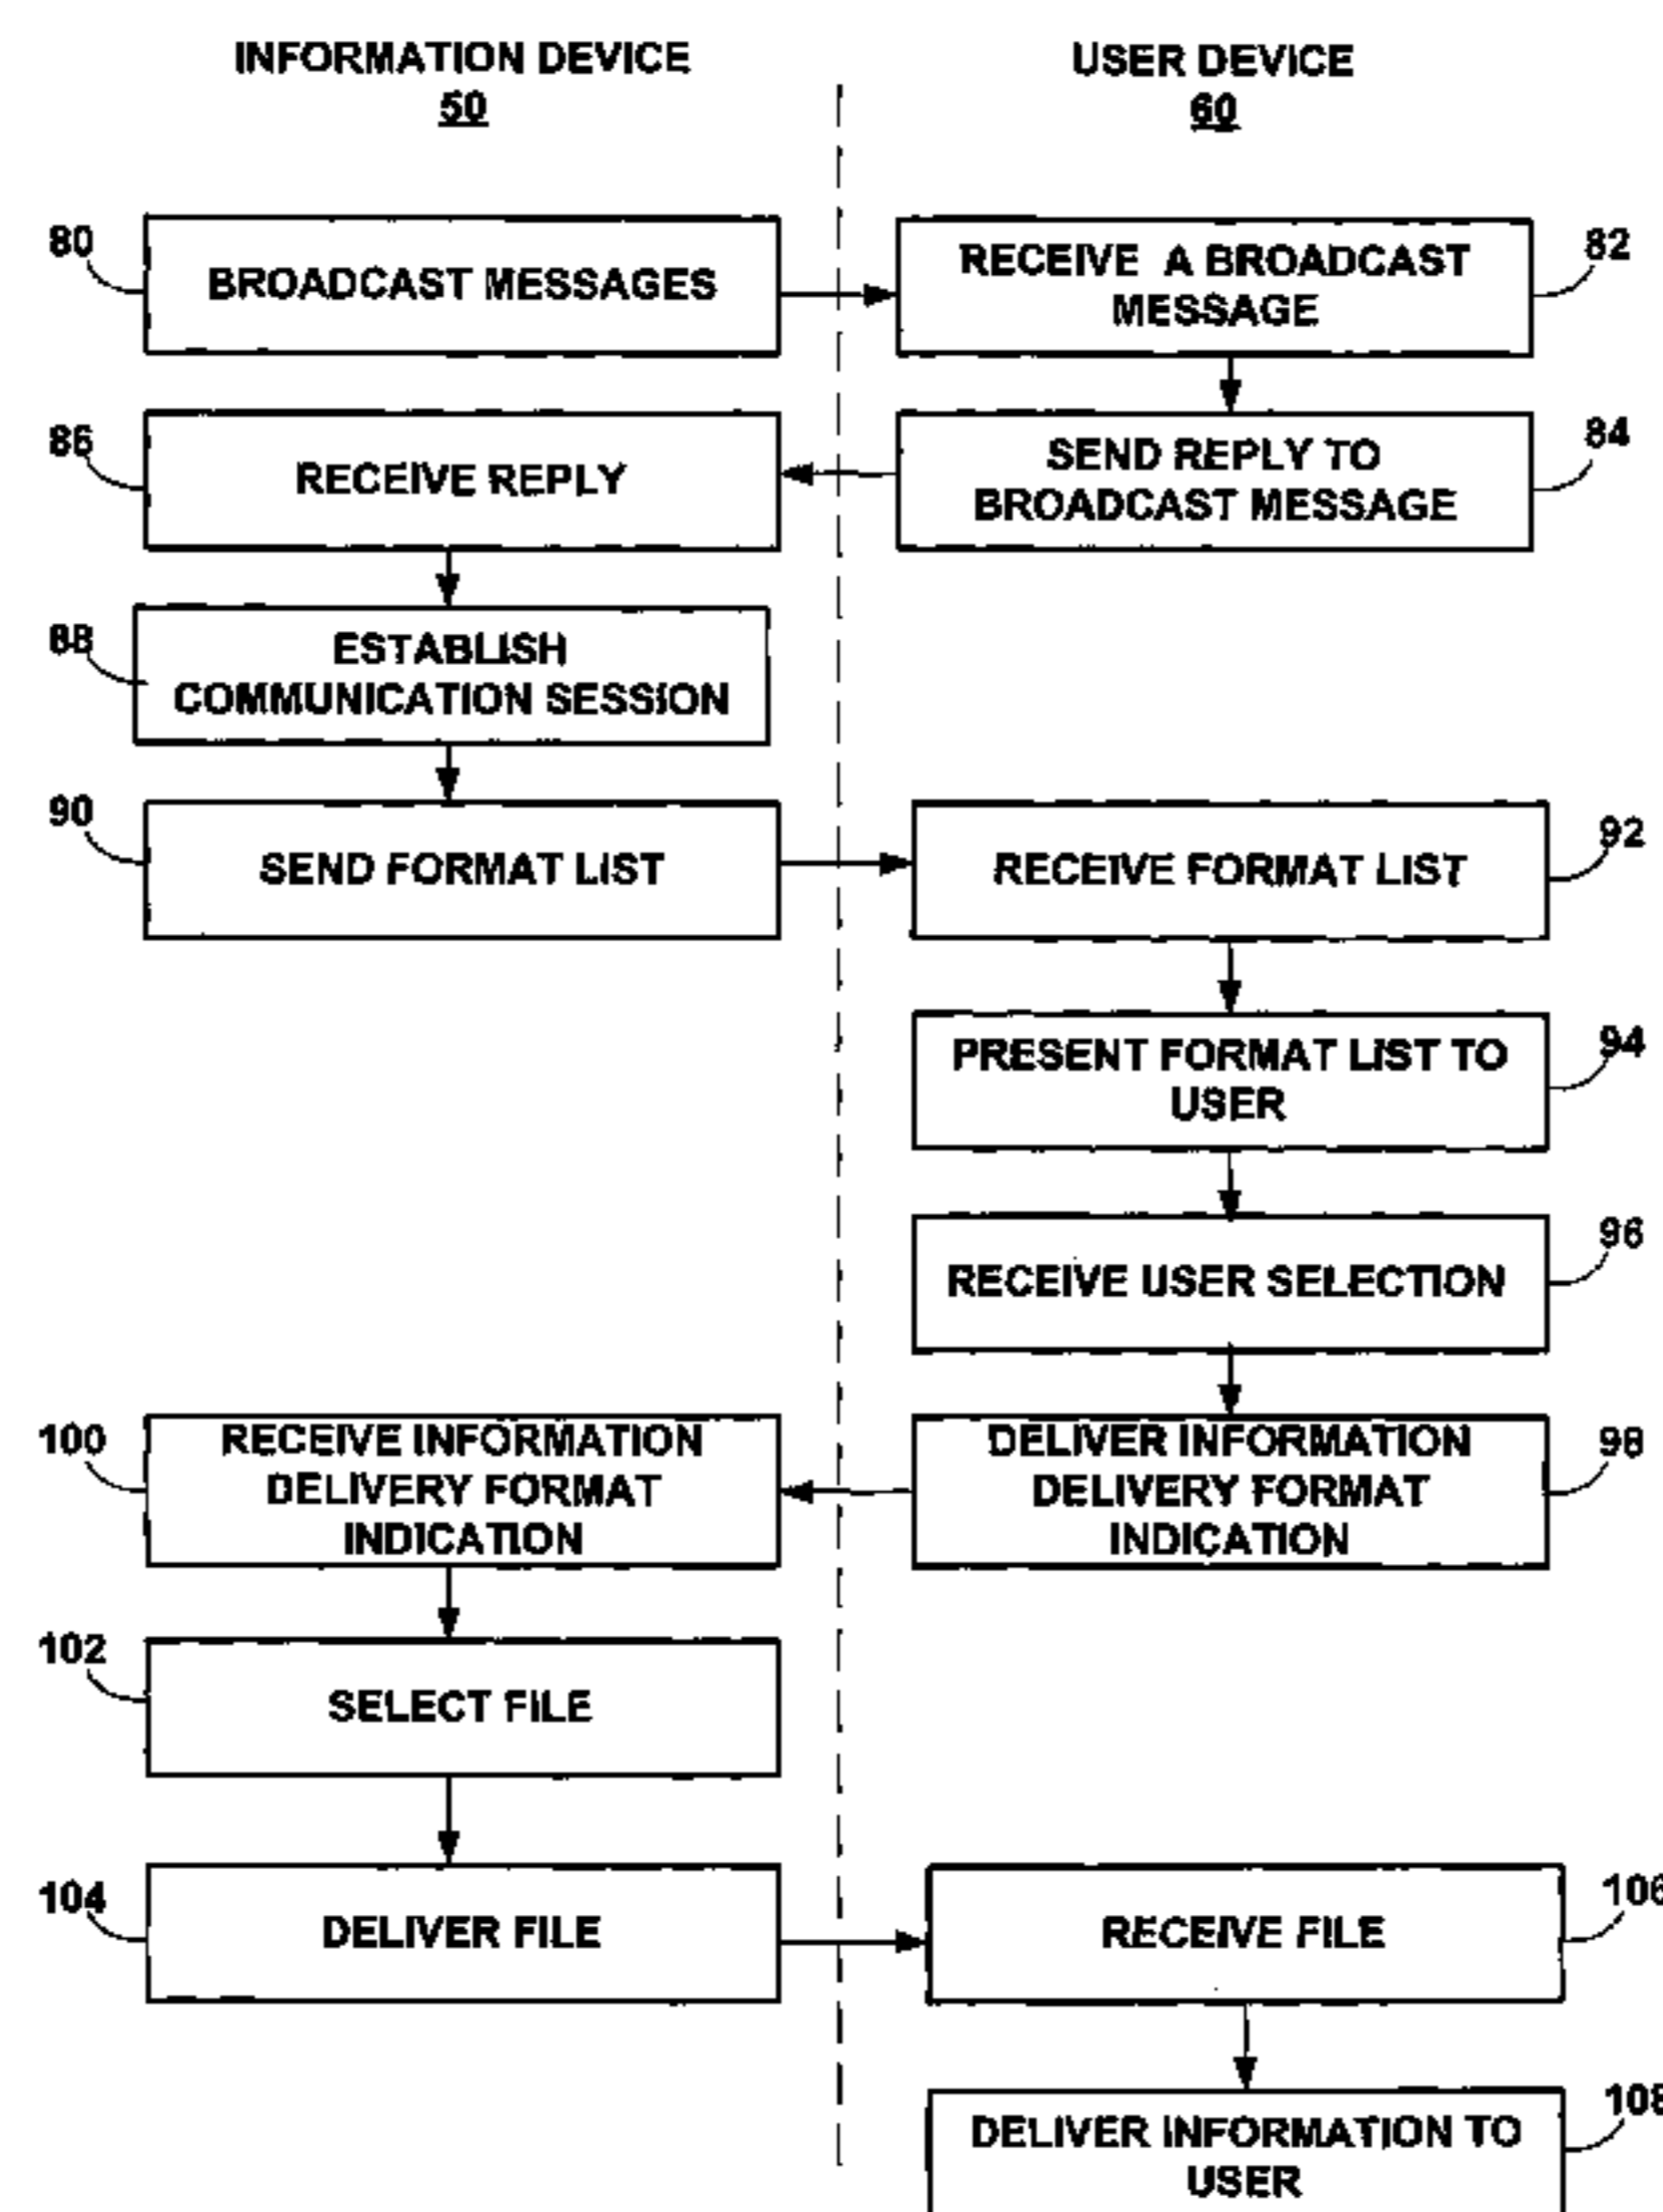 INFORMATION DEVICE
50
USER DEVICE
60
80
BROADCAST MESSAGES
RECEIVE A BROADCAST
MESSAGE
82
86
RECEIVE REPLY
SEND REPLY TO
BROADCAST MESSAGE
84
88
ESTABLISH
COMMUNICATION SESSION
90
SEND FORMAT LIST
RECEIVE FORMAT LIST
92
PRESENT FORMAT LIST TO
USER
94
RECEIVE USER SELECTION
96
100
RECEIVE INFORMATION
DELIVERY FORMAT
INDICATION
DELIVER INFORMATION
DELIVERY FORMAT
INDICATION
98
102
SELECT FILE
104
DELIVER FILE
RECEIVE FILE
106
DELIVER INFORMATION TO
USER
108